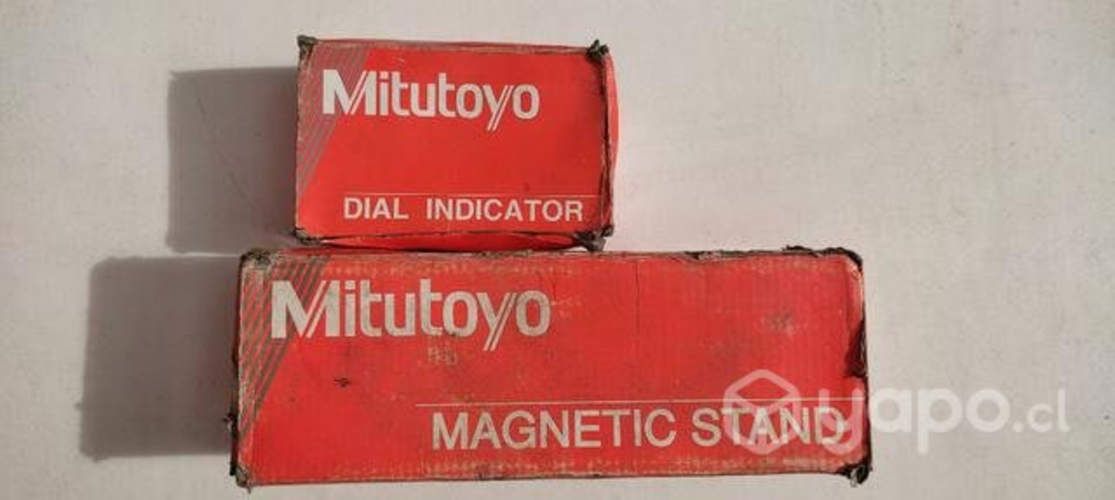 Mitutoyo
DIAL INDICATOR
Mitutoyo
MAGNETIC STAND
yapo.cl